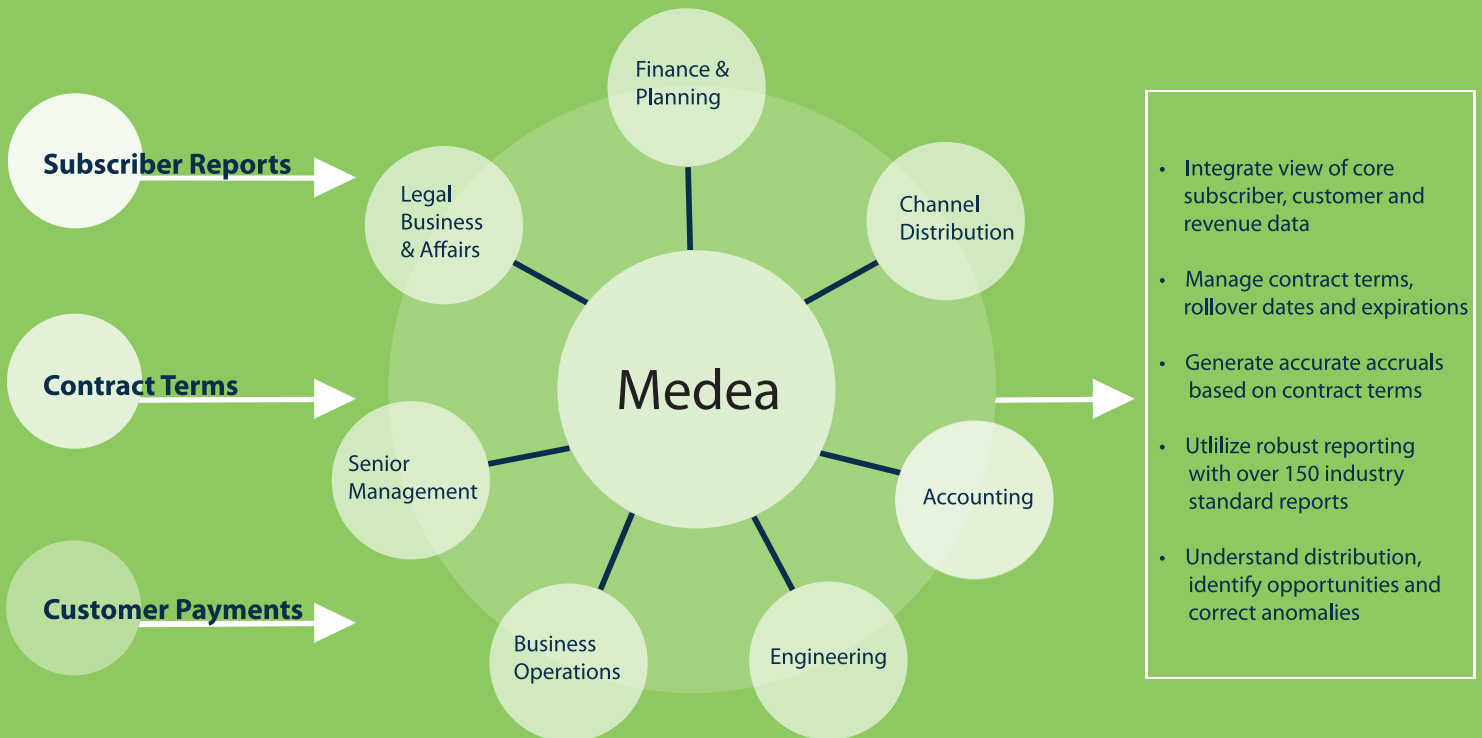 Subscriber Reports
Contract Terms
Customer Payments
Finance &
Planning
Legal
Business
& Affairs
Channel
Distribution
Medea
Senior
Management
Accounting
Business
Operations
Engineering
• Integrate view of core
subscriber, customer and
revenue data
• Manage contract terms,
rollover dates and expirations
• Generate accurate accruals
based on contract terms
• Utlilize robust reporting
with over 150 industry
standard reports
• Understand distribution,
identify opportunities and
correct anomalies